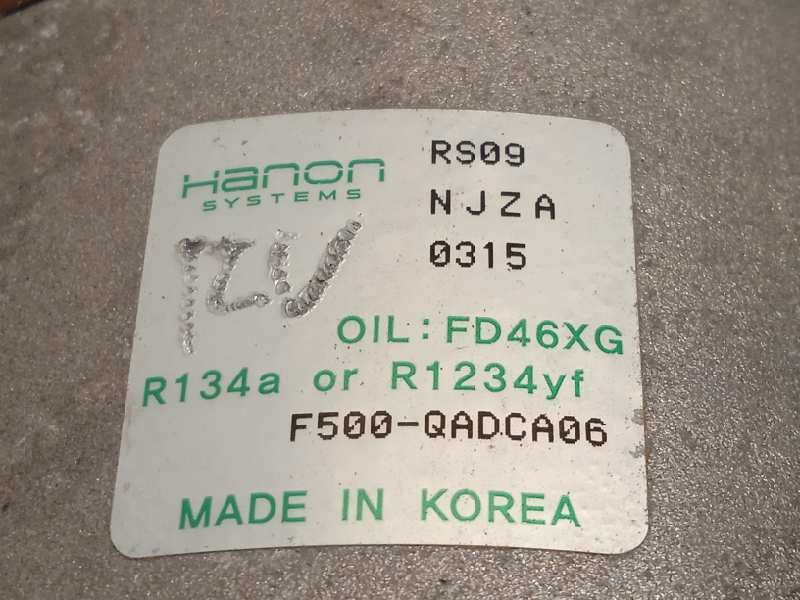 Hanon
SYSTEMS
RS09
NJZA
0315
OIL: FD46XG
R134a or R1234yf
F500-QADCA06
MADE IN KOREA